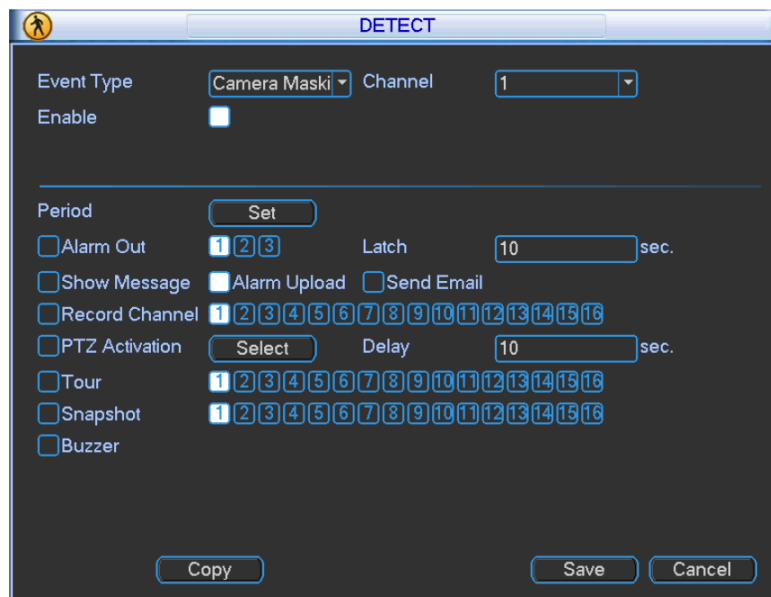 DETECT
Event Type Camera Maski Channel 1
Enable
Period Set
Alarm Out 1 2 3 Latch 10 sec.
Show Message Alarm Upload Send Email
Record Channel 1 2 3 4 5 6 7 8 9 10 11 12 13 14 15 16
PTZ Activation Select Delay 10 sec.
Tour 1 2 3 4 5 6 7 8 9 10 11 12 13 14 15 16
Snapshot 1 2 3 4 5 6 7 8 9 10 11 12 13 14 15 16
Buzzer
Copy Save Cancel